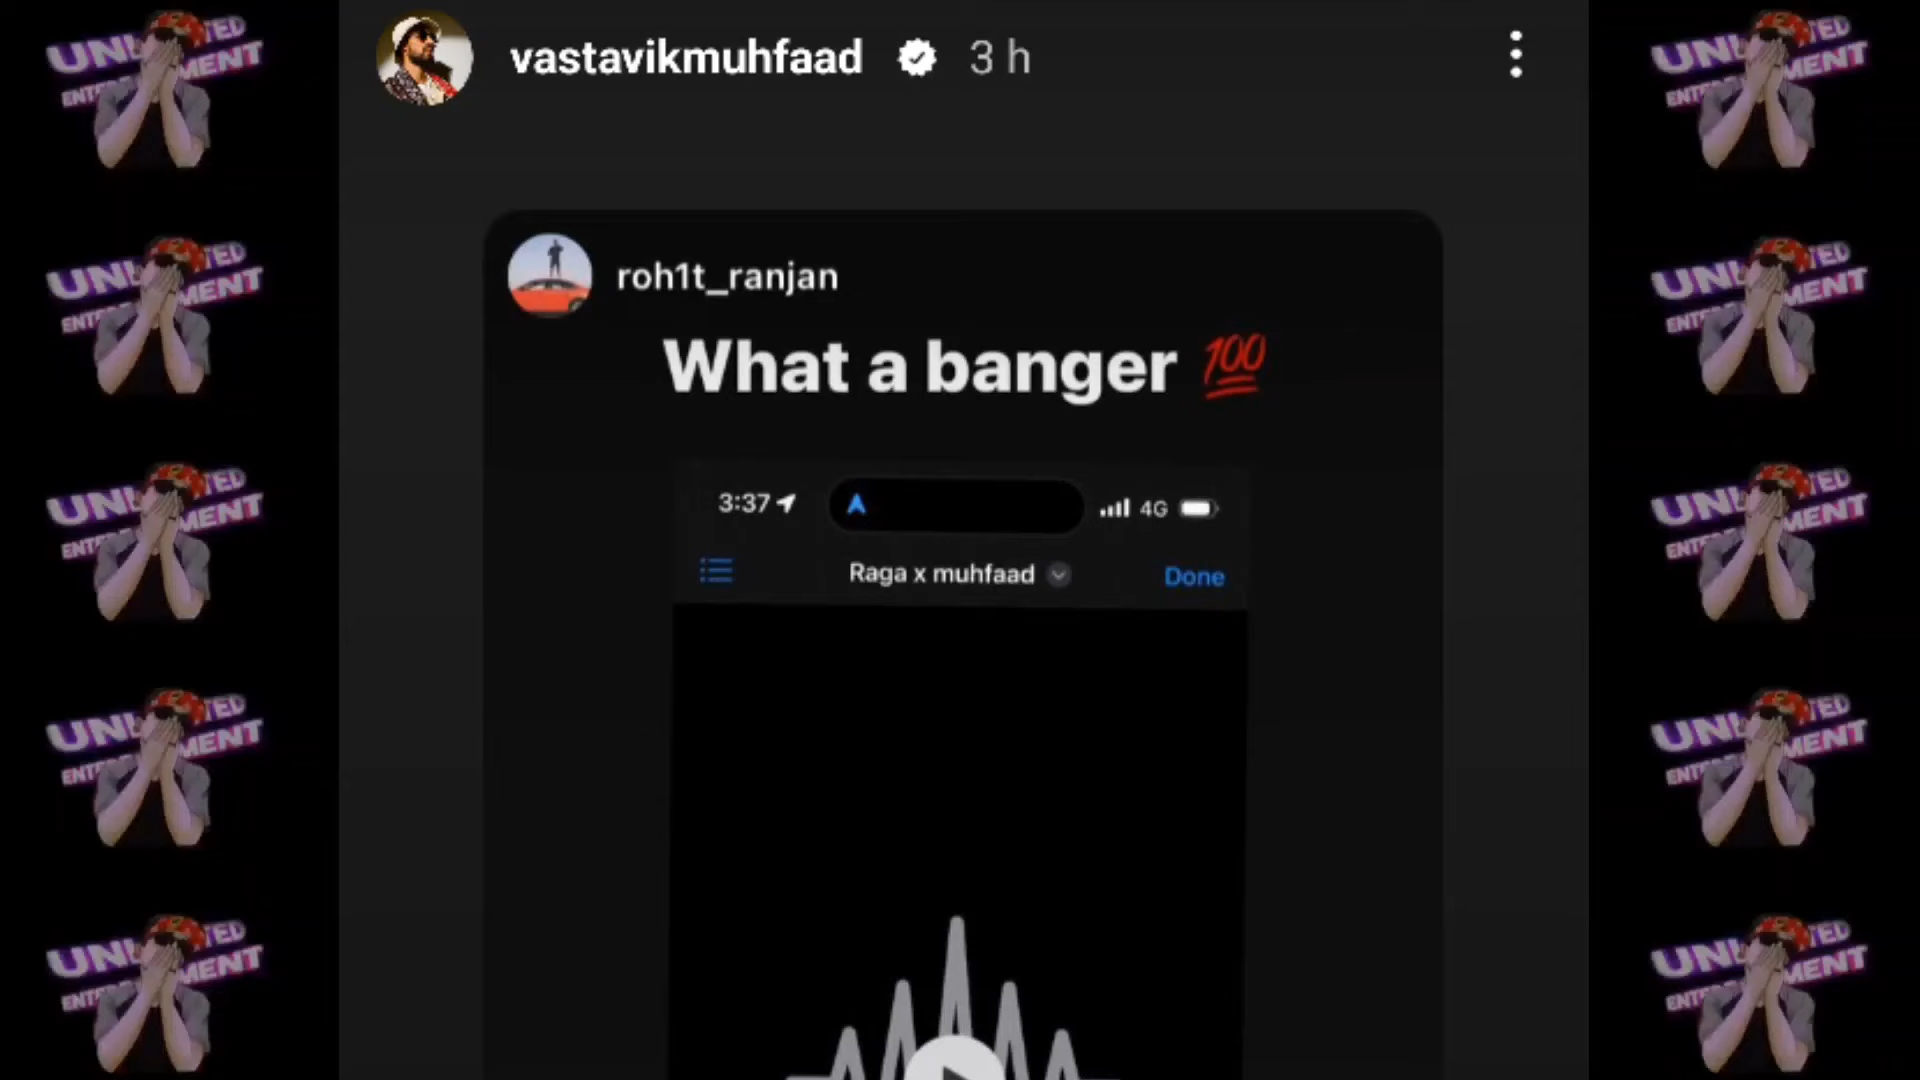 vastavikmuhfaad 3 h
roh1t_ranjan
What a banger 💯
3:37 4G
Raga x muhfaad Done